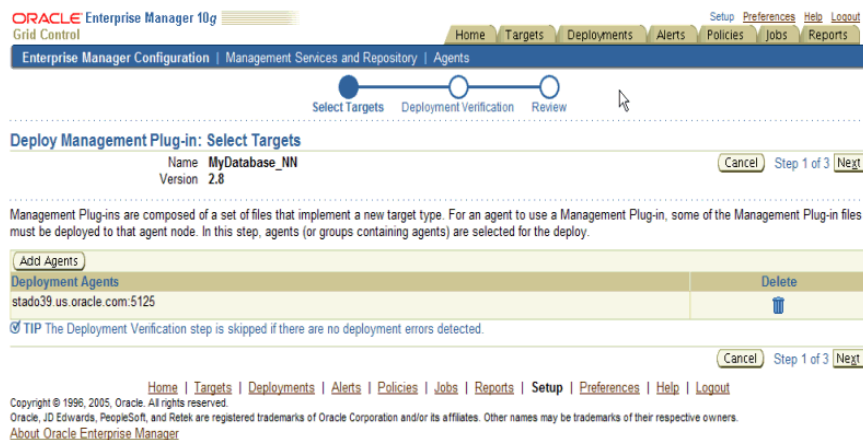 ORACLE Enterprise Manager 10g
Grid Control
Setup Preferences Help Logout
Home Targets Deployments Alerts Policies Jobs Reports
Enterprise Manager Configuration | Management Services and Repository | Agents
Select Targets Deployment Verification Review
Deploy Management Plug-in: Select Targets
Name MyDatabase_NN
Version 2.8
Cancel Step 1 of 3 Next
Management Plug-ins are composed of a set of files that implement a new target type. For an agent to use a Management Plug-in, some of the Management Plug-in files
must be deployed to that agent node. In this step, agents (or groups containing agents) are selected for the deploy.
Add Agents
Deployment Agents Delete
stado39.us.oracle.com:5125
TIP The Deployment Verification step is skipped if there are no deployment errors detected.
Cancel Step 1 of 3 Next
Home | Targets | Deployments | Alerts | Policies | Jobs | Reports | Setup | Preferences | Help | Logout
Copyright © 1996, 2005, Oracle. All rights reserved.
Oracle, JD Edwards, PeopleSoft, and Retek are registered trademarks of Oracle Corporation and/or its affiliates. Other names may be trademarks of their respective owners.
About Oracle Enterprise Manager